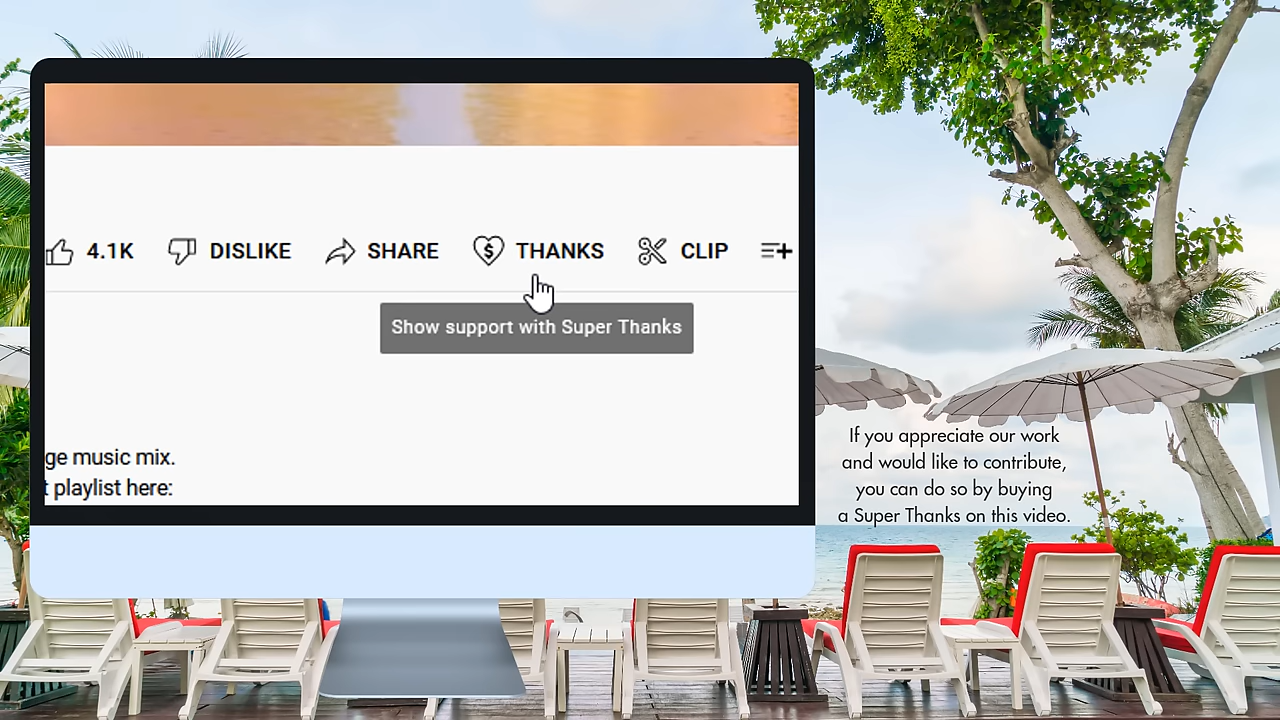 4.1K DISLIKE SHARE THANKS CLIP
Show support with Super Thanks
ge music mix.
t playlist here:
If you appreciate our work
and would like to contribute,
you can do so by buying
a Super Thanks on this video.